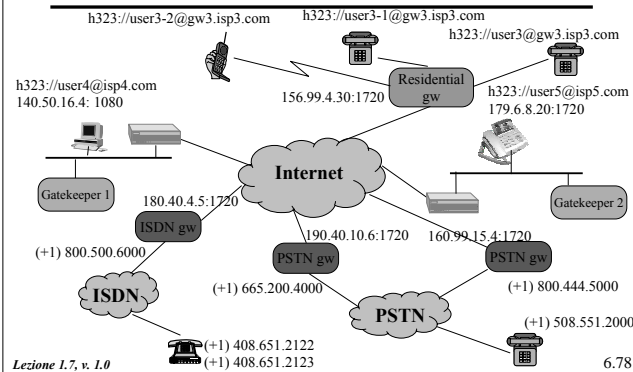 h323://user3-2@gw3.isp3.com
h323://user3-1@gw3.isp3.com
h323://user3@gw3.isp3.com
h323://user4@isp4.com
140.50.16.4: 1080
156.99.4.30:1720
Residential
gw
h323://user5@isp5.com
179.6.8.20:1720
Internet
Gatekeeper 1
180.40.4.5:1720
Gatekeeper 2
ISDN gw
190.40.10.6:1720
160.99.15.4:1720
(+1) 800.500.6000
PSTN gw
PSTN gw
ISDN
(+1) 665.200.4000
(+1) 800.444.5000
PSTN
(+1) 508.551.2000
(+1) 408.651.2122
(+1) 408.651.2123
Lezione 1.7, v. 1.0
6.78